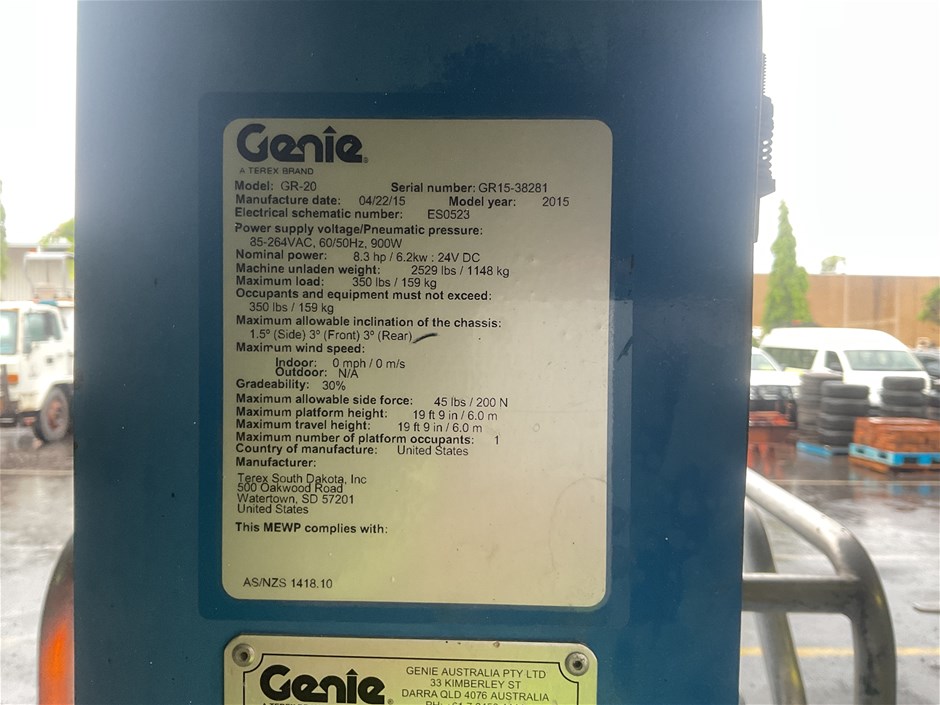 Genie
A TEREX BRAND
Model: GR-20 Serial number: GR15-38281
Manufacture date: 04/22/15 Model year: 2015
Electrical schematic number: ES0523
Power supply voltage/Pneumatic pressure:
85-264VAC, 60/50Hz, 900W
Nominal power: 8.3 hp / 6.2kw : 24V DC
Machine unladen weight: 2529 lbs / 1148 kg
Maximum load: 350 lbs / 159 kg
Occupants and equipment must not exceed:
350 lbs / 159 kg
Maximum allowable inclination of the chassis:
1.5° (Side) 3° (Front) 3° (Rear)
Maximum wind speed:
Indoor: 0 mph / 0 m/s
Outdoor: N/A
Gradeability: 30%
Maximum allowable side force: 45 lbs / 200 N
Maximum platform height: 19 ft 9 in / 6.0 m
Maximum travel height: 19 ft 9 in / 6.0 m
Maximum number of platform occupants: 1
Country of manufacture: United States
Manufacturer:
Terex South Dakota, Inc
500 Oakwood Road
Watertown, SD 57201
United States
This MEWP complies with:
AS/NZS 1418.10
Genie
GENIE AUSTRALIA PTY LTD
33 KIMBERLEY ST
DARRA QLD 4076 AUSTRALIA